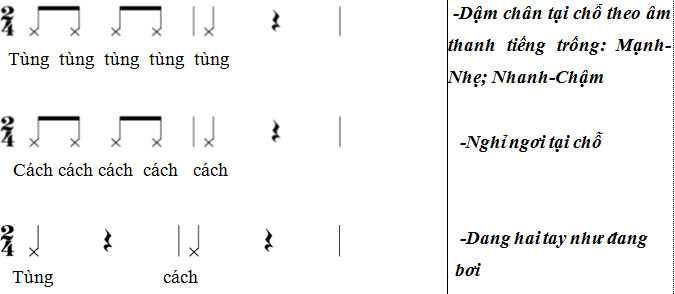 2/4
Tùng tùng tùng tùng tùng
-Dậm chân tại chỗ theo âm
thanh tiếng trống: Mạnh-
Nhẹ; Nhanh-Chậm
2/4
Cách cách cách cách cách
-Nghỉ ngơi tại chỗ
2/4
Tùng cách
-Dang hai tay như đang
bơi